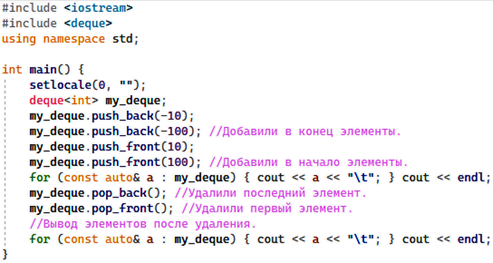 #include <iostream>
#include <deque>
using namespace std;
int main() {
setlocale(0, "");
deque<int> my_deque;
my_deque.push_back(-10);
my_deque.push_back(-100); //Добавили в конец элементы.
my_deque.push_front(10);
my_deque.push_front(100); //Добавили в начало элементы.
for (const auto& a : my_deque) { cout << a << "\t"; } cout << endl;
my_deque.pop_back(); //Удалили последний элемент.
my_deque.pop_front(); //Удалили первый элемент.
//Вывод элементов после удаления.
for (const auto& a : my_deque) { cout << a << "\t"; } cout << endl;
}